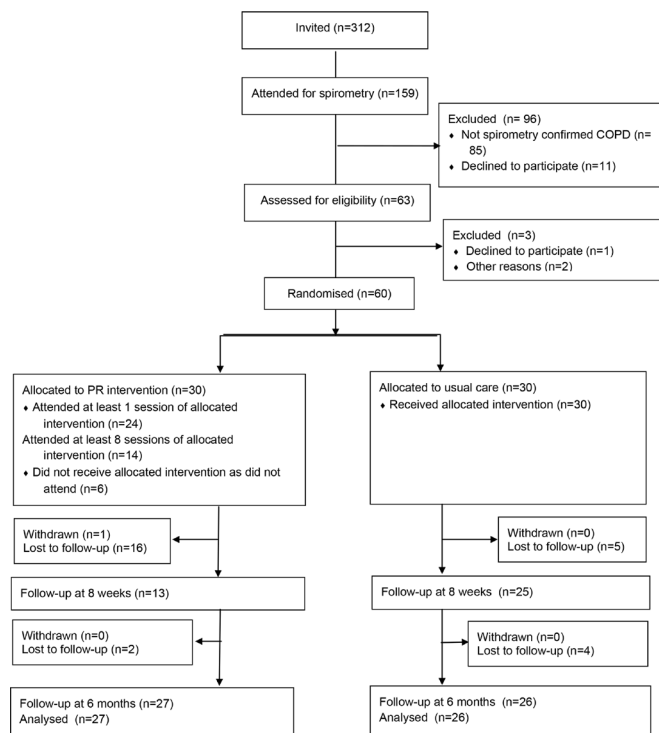 Invited (n=312)
Attended for spirometry (n=159)
Excluded (n= 96)
♦ Not spirometry confirmed COPD (n=
85)
♦ Declined to participate (n=11)
Assessed for eligibility (n=63)
Excluded (n=3)
♦ Declined to participate (n=1)
♦ Other reasons (n=2)
Randomised (n=60)
Allocated to PR intervention (n=30)
♦ Attended at least 1 session of allocated
intervention (n=24)
Attended at least 8 sessions of allocated
intervention (n=14)
♦ Did not receive allocated intervention as did not
attend (n=6)
Allocated to usual care (n=30)
♦ Received allocated intervention (n=30)
Withdrawn (n=1)
Lost to follow-up (n=16)
Withdrawn (n=0)
Lost to follow-up (n=5)
Follow-up at 8 weeks (n=13)
Follow-up at 8 weeks (n=25)
Withdrawn (n=0)
Lost to follow-up (n=2)
Withdrawn (n=0)
Lost to follow-up (n=4)
Follow-up at 6 months (n=27)
Analysed (n=27)
Follow-up at 6 months (n=26)
Analysed (n=26)